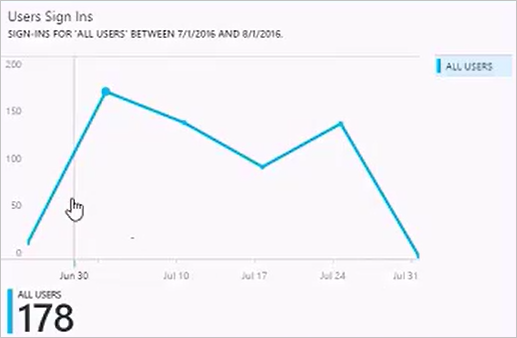 Users Sign Ins
SIGN-INS FOR 'ALL USERS' BETWEEN 7/1/2016 AND 8/1/2016.
200
ALL USERS
150
100
50
0
Jun 30 Jul 10 Jul 17 Jul 24 Jul 31
ALL USERS
178